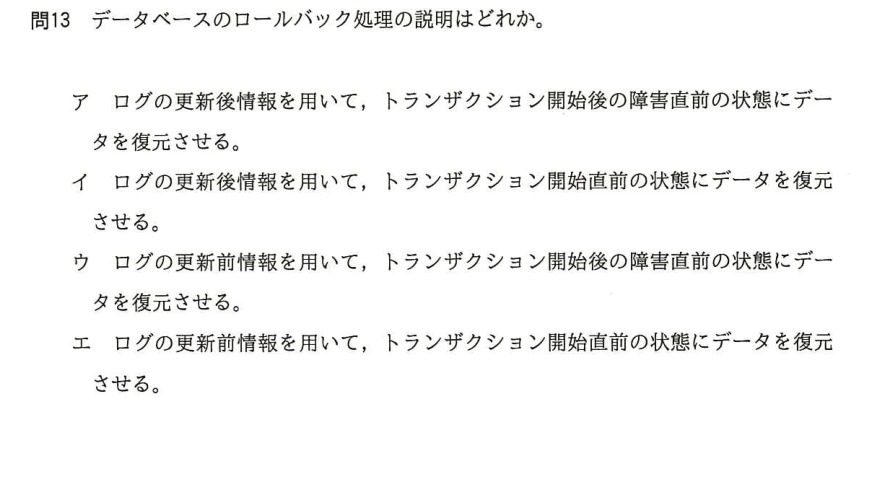 問13 データベースのロールバック処理の説明はどれか。
ア ログの更新後情報を用いて，トランザクション開始後の障害直前の状態にデー
タを復元させる。
イ ログの更新後情報を用いて，トランザクション開始直前の状態にデータを復元
させる。
ウ ログの更新前情報を用いて，トランザクション開始後の障害直前の状態にデー
タを復元させる。
エ ログの更新前情報を用いて，トランザクション開始直前の状態にデータを復元
させる。